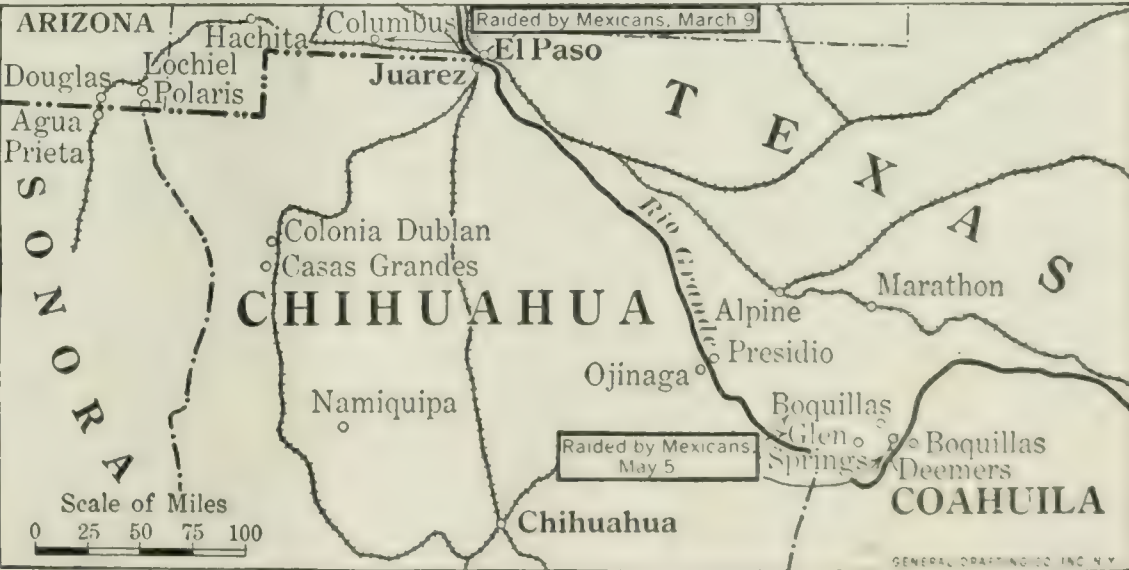 ARIZONA
Columbus
Raided by Mexicans, March 9
Hachita
El Paso
Juarez
Douglas
Lochiel
Polaris
Agua
Prieta
TEXAS
SONORA
Rio Grande
Colonia Dublan
Casas Grandes
CHIHUAHUA
Alpine
Marathon
Presidio
Ojinaga
Namiquipa
Boquillas
Glen
Springs
Boquillas
Deemers
Raided by Mexicans,
May 5
COAHUILA
Chihuahua
Scale of Miles
0 25 50 75 100
GENERAL DRAFTING CO INC N Y